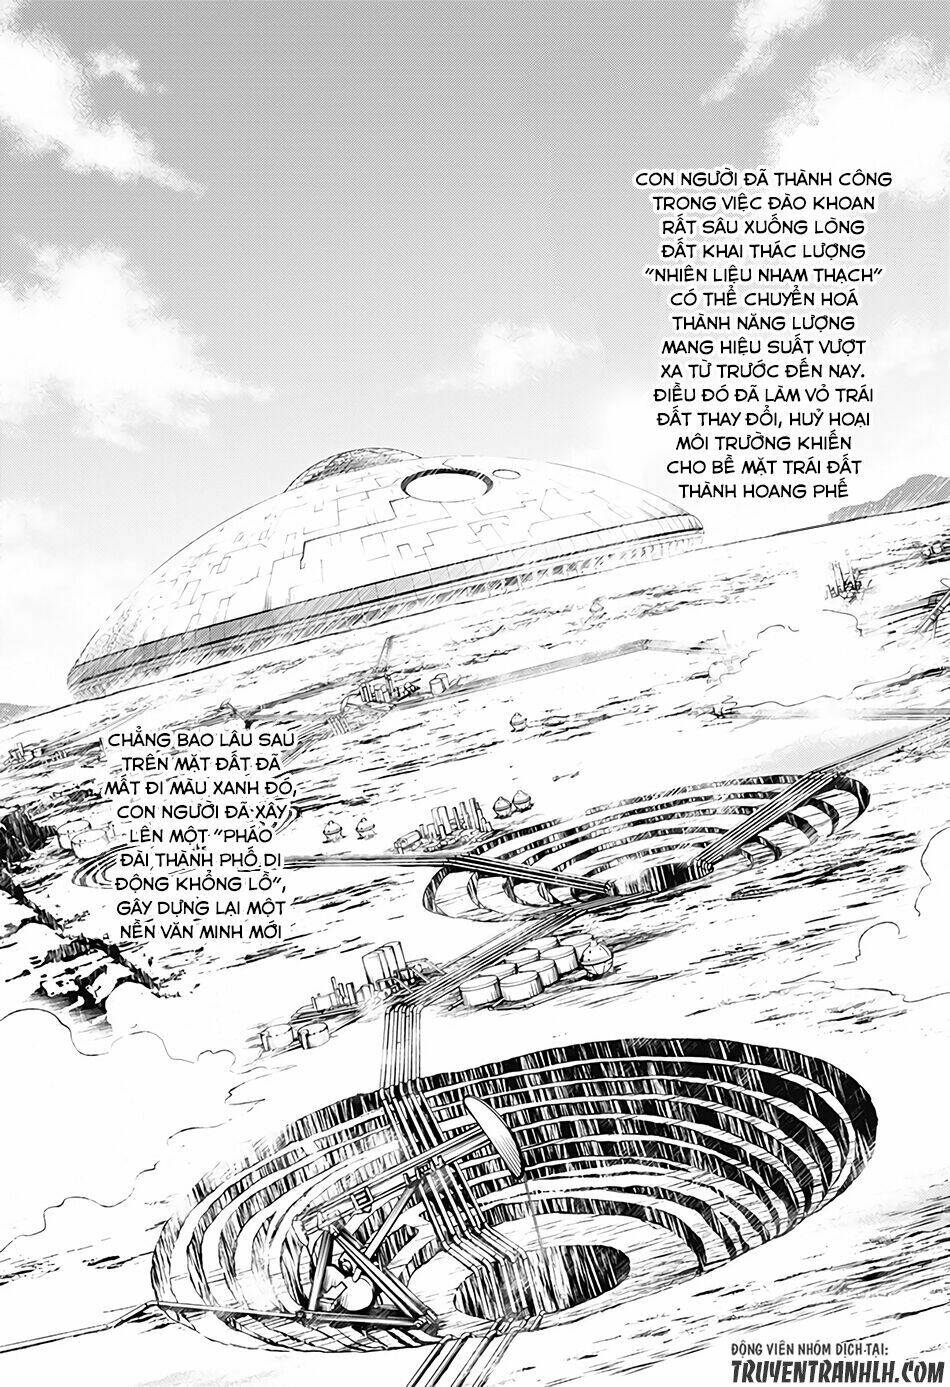 CON NGƯỜI ĐÃ THÀNH CÔNG
TRONG VIỆC ĐÀO KHOAN
RẤT SÂU XUỐNG LÒNG
ĐẤT KHAI THÁC LƯỢNG
"NHIÊN LIỆU NHAM THẠCH"
CÓ THỂ CHUYỂN HOÁ
THÀNH NĂNG LƯỢNG
MANG HIỆU SUẤT VƯỢT
XA TỪ TRƯỚC ĐẾN NAY.
ĐIỀU ĐÓ ĐÃ LÀM VỎ TRÁI
ĐẤT THAY ĐỔI, HUỶ HOẠI
MÔI TRƯỜNG KHIẾN
CHO BỀ MẶT TRÁI ĐẤT
THÀNH HOANG PHẾ
CHẲNG BAO LÂU SAU
TRÊN MẶT ĐẤT ĐÃ
MẤT ĐI MÀU XANH ĐÓ,
CON NGƯỜI ĐÃ XÂY
LÊN MỘT "PHÁO
ĐÀI THÀNH PHỐ DI
ĐỘNG KHỔNG LỒ",
GÂY DỰNG LẠI MỘT
NỀN VĂN MINH MỚI
ĐỘNG VIÊN NHÓM DỊCH TẠI:
TRUYENTRANHLH.COM